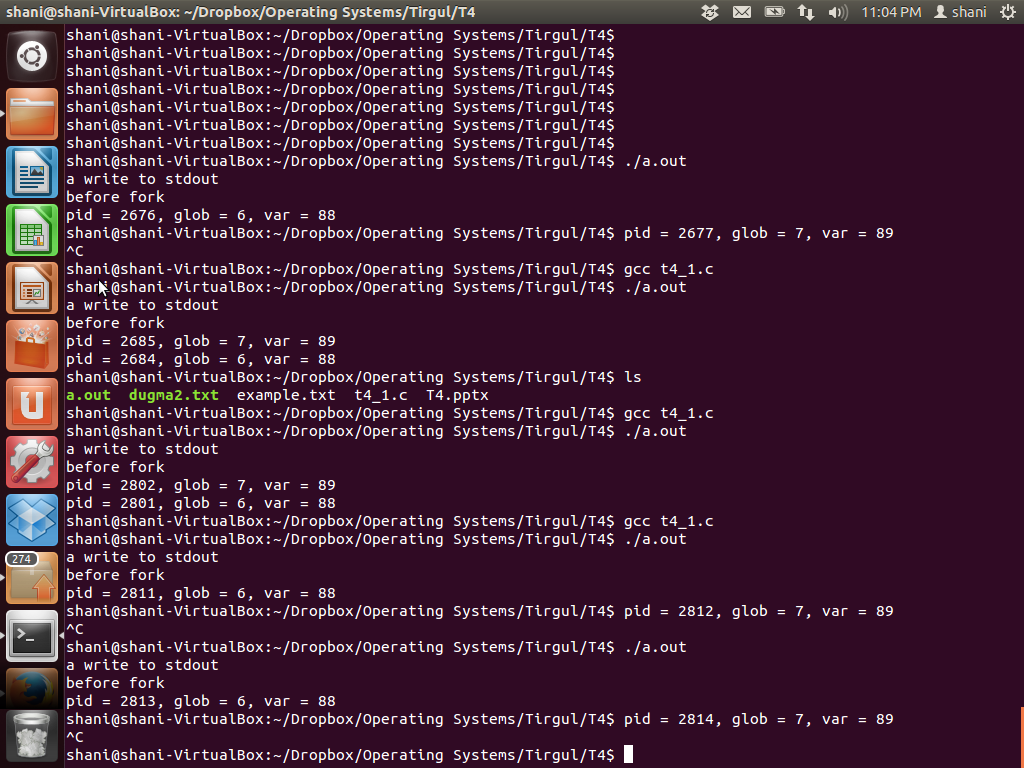 shani@shani-VirtualBox: ~/Dropbox/Operating Systems/Tirgul/T4 11:04 PM shani
shani@shani-VirtualBox:~/Dropbox/Operating Systems/Tirgul/T4$
shani@shani-VirtualBox:~/Dropbox/Operating Systems/Tirgul/T4$
shani@shani-VirtualBox:~/Dropbox/Operating Systems/Tirgul/T4$
shani@shani-VirtualBox:~/Dropbox/Operating Systems/Tirgul/T4$
shani@shani-VirtualBox:~/Dropbox/Operating Systems/Tirgul/T4$
shani@shani-VirtualBox:~/Dropbox/Operating Systems/Tirgul/T4$
shani@shani-VirtualBox:~/Dropbox/Operating Systems/Tirgul/T4$
shani@shani-VirtualBox:~/Dropbox/Operating Systems/Tirgul/T4$ ./a.out
a write to stdout
before fork
pid = 2676, glob = 6, var = 88
shani@shani-VirtualBox:~/Dropbox/Operating Systems/Tirgul/T4$ pid = 2677, glob = 7, var = 89
^C
shani@shani-VirtualBox:~/Dropbox/Operating Systems/Tirgul/T4$ gcc t4_1.c
shani@shani-VirtualBox:~/Dropbox/Operating Systems/Tirgul/T4$ ./a.out
a write to stdout
before fork
pid = 2685, glob = 7, var = 89
pid = 2684, glob = 6, var = 88
shani@shani-VirtualBox:~/Dropbox/Operating Systems/Tirgul/T4$ ls
a.out dugma2.txt example.txt t4_1.c T4.pptx
shani@shani-VirtualBox:~/Dropbox/Operating Systems/Tirgul/T4$ gcc t4_1.c
shani@shani-VirtualBox:~/Dropbox/Operating Systems/Tirgul/T4$ ./a.out
a write to stdout
before fork
pid = 2802, glob = 7, var = 89
pid = 2801, glob = 6, var = 88
shani@shani-VirtualBox:~/Dropbox/Operating Systems/Tirgul/T4$ gcc t4_1.c
shani@shani-VirtualBox:~/Dropbox/Operating Systems/Tirgul/T4$ ./a.out
274
a write to stdout
before fork
pid = 2811, glob = 6, var = 88
shani@shani-VirtualBox:~/Dropbox/Operating Systems/Tirgul/T4$ pid = 2812, glob = 7, var = 89
^C
shani@shani-VirtualBox:~/Dropbox/Operating Systems/Tirgul/T4$ ./a.out
a write to stdout
before fork
pid = 2813, glob = 6, var = 88
shani@shani-VirtualBox:~/Dropbox/Operating Systems/Tirgul/T4$ pid = 2814, glob = 7, var = 89
^C
shani@shani-VirtualBox:~/Dropbox/Operating Systems/Tirgul/T4$